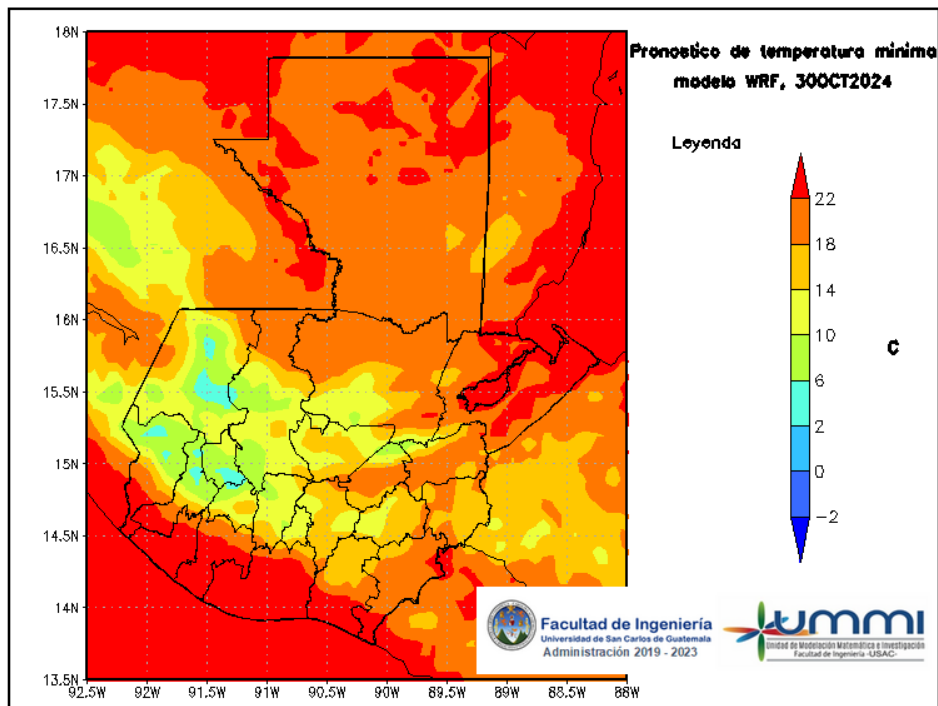 Pronostico de temperatura minima
modelo WRF, 30OCT2024
Leyenda
22
18
14
10
6
2
0
-2
C
18N
17.5N
17N
16.5N
16N
15.5N
15N
14.5N
14N
13.5N
92.5W 92W 91.5W 91W 90.5W 90W 89.5W 89W 88.5W 88W
Facultad de Ingeniería
Universidad de San Carlos de Guatemala
Administración 2019 - 2023
ummi
Unidad de Modelación Matemática e Investigación
Facultad de Ingeniería -USAC-